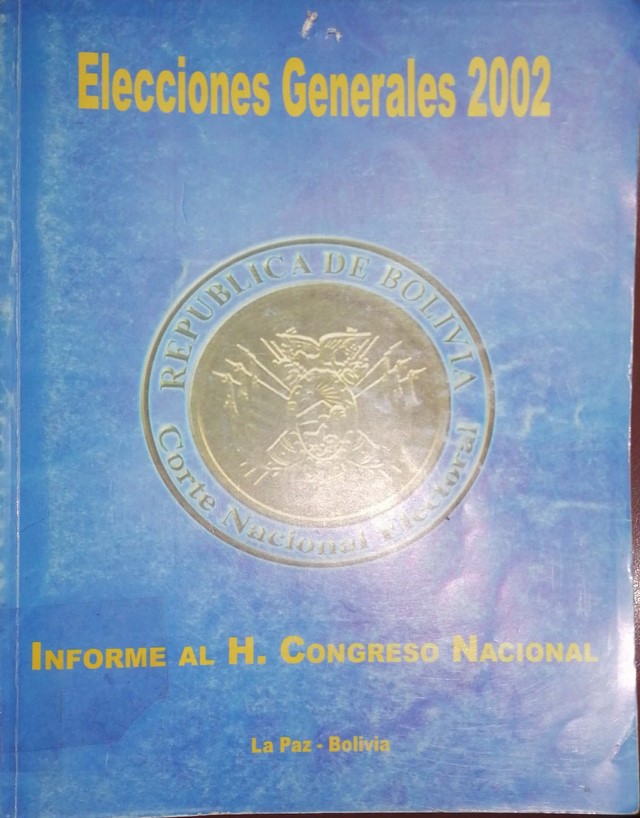 Elecciones Generales 2002
REPUBLICA DE BOLIVIA
Corte Nacional Electoral
INFORME AL H. CONGRESO NACIONAL
La Paz - Bolivia